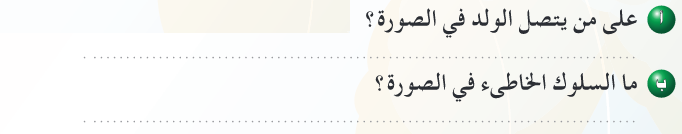 أ على من يتصل الولد في الصورة؟
ب ما السلوك الخاطىء في الصورة؟